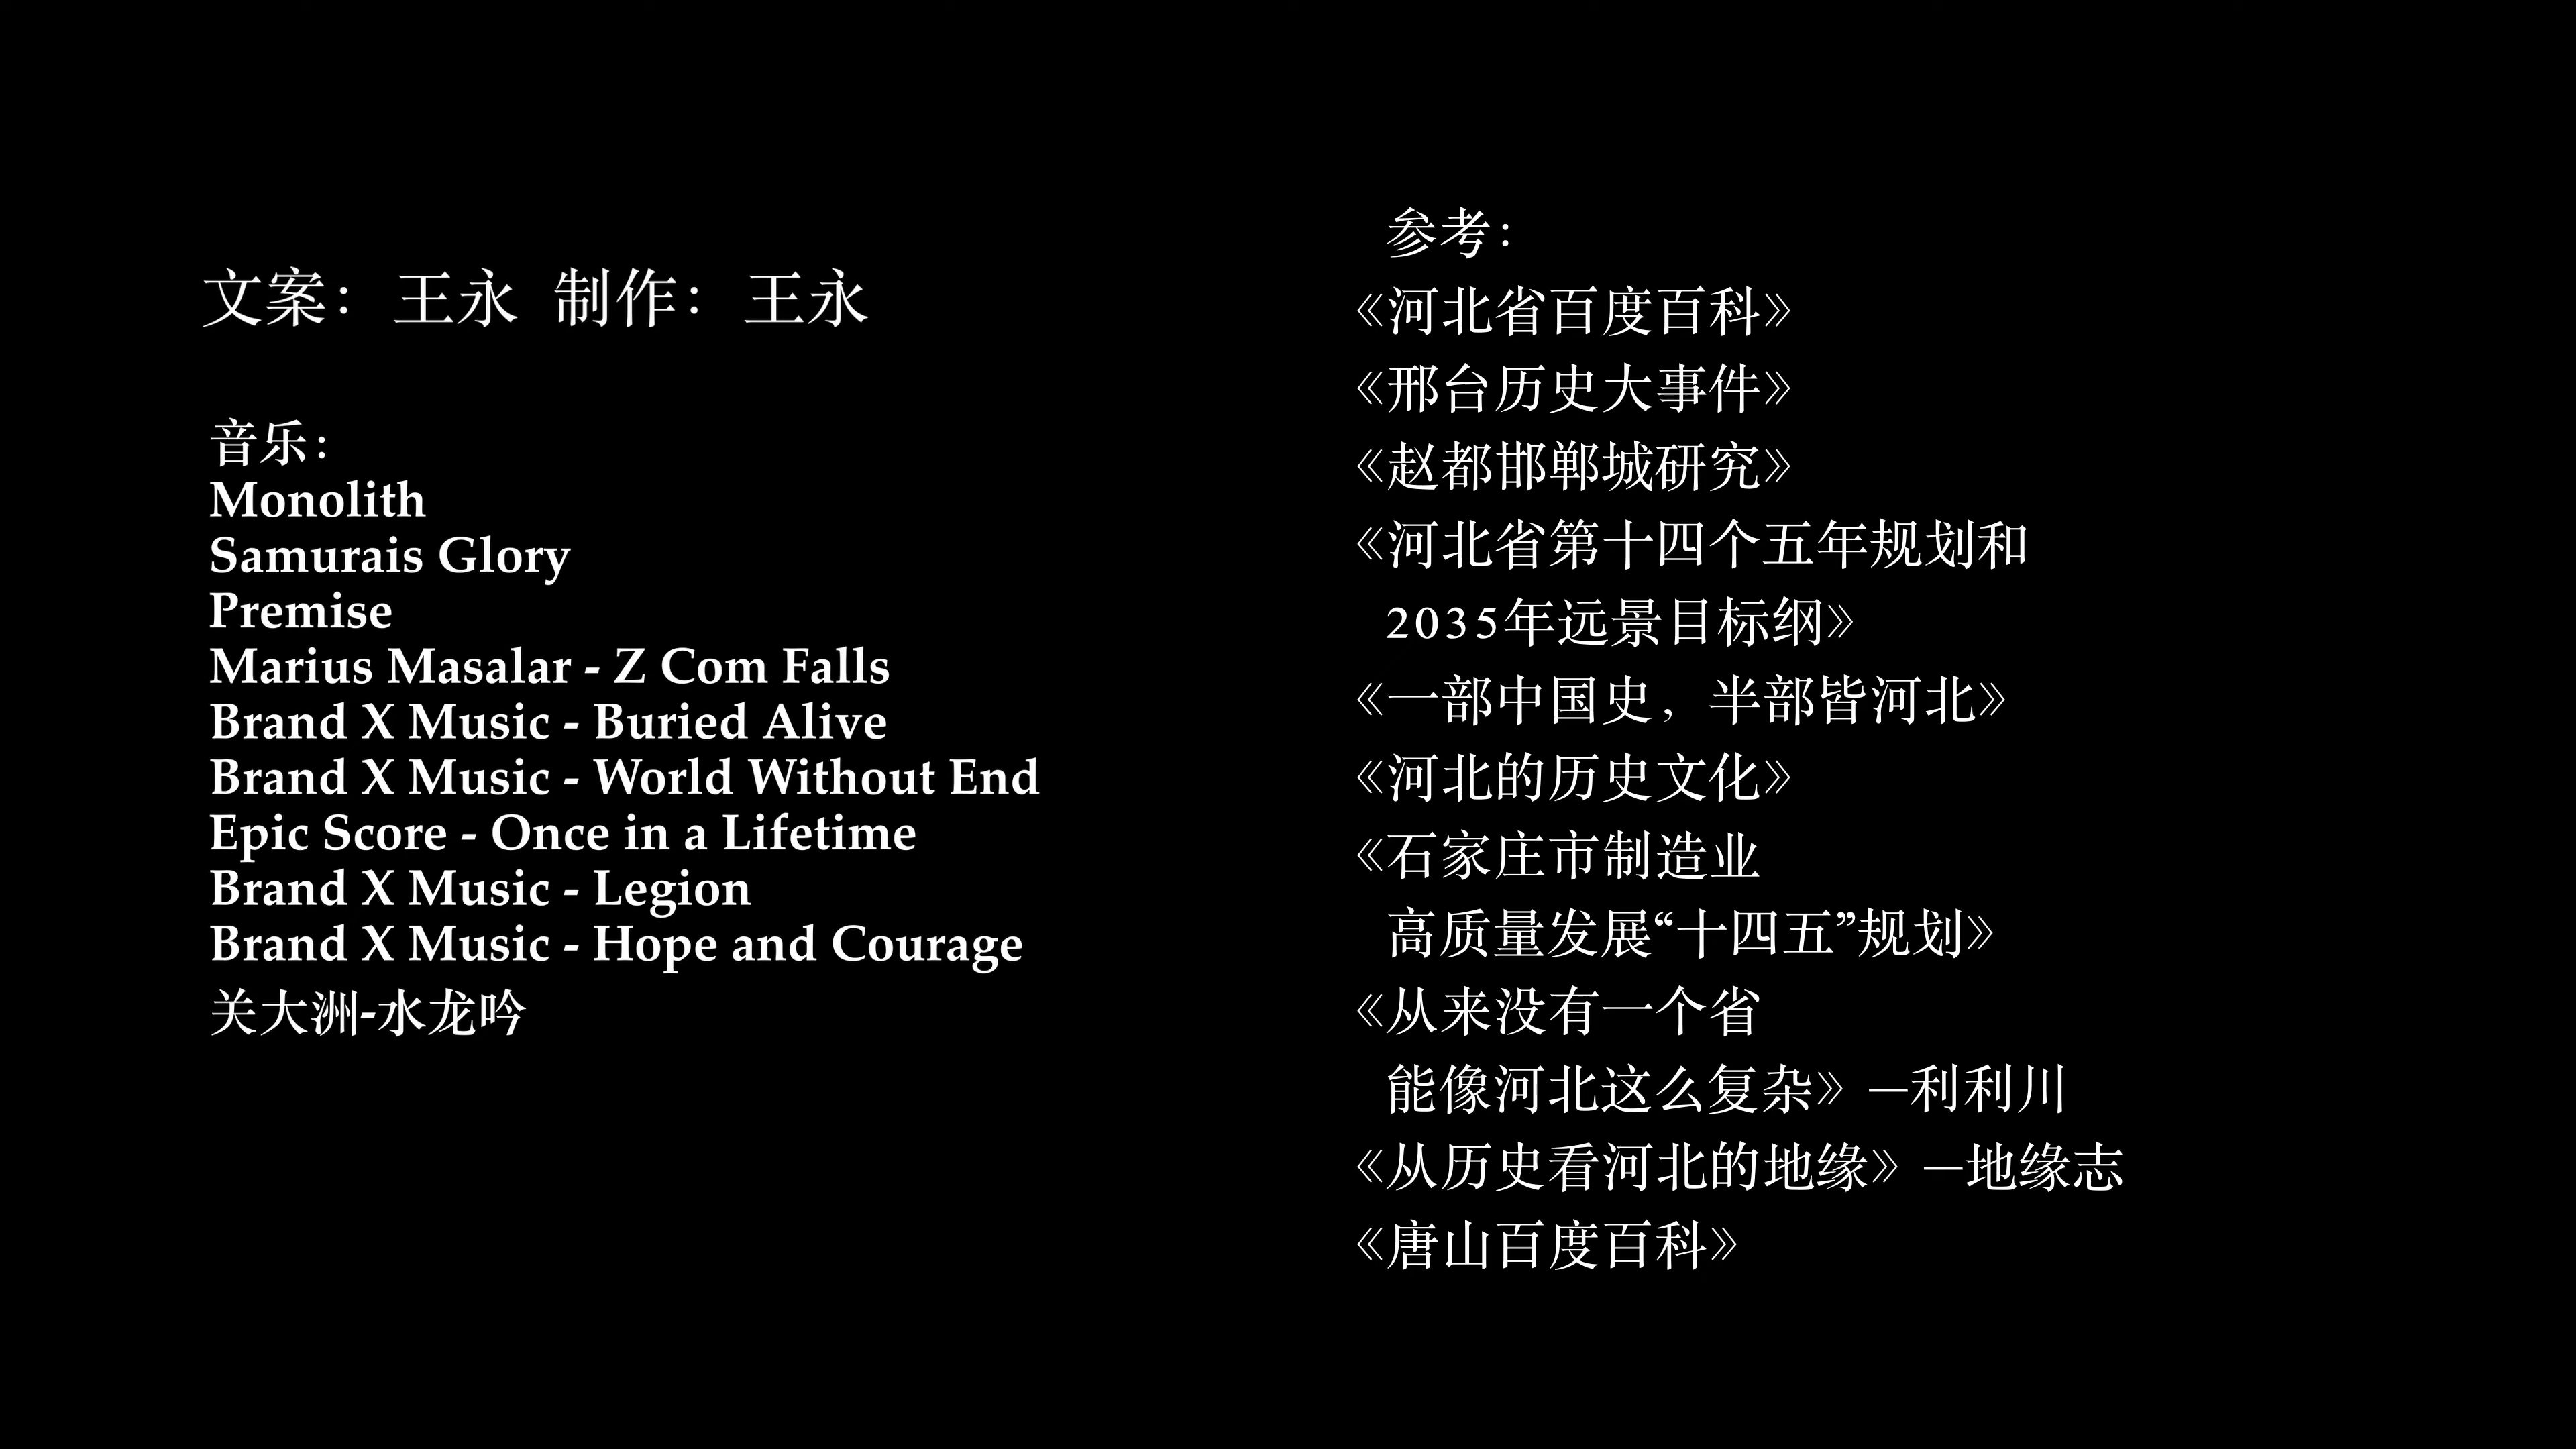 文案：王永 制作：王永
音乐：
Monolith
Samurais Glory
Premise
Marius Masalar - Z Com Falls
Brand X Music - Buried Alive
Brand X Music - World Without End
Epic Score - Once in a Lifetime
Brand X Music - Legion
Brand X Music - Hope and Courage
关大洲-水龙吟
参考：
《河北省百度百科》
《邢台历史大事件》
《赵都邯郸城研究》
《河北省第十四个五年规划和
2035年远景目标纲》
《一部中国史，半部皆河北》
《河北的历史文化》
《石家庄市制造业
高质量发展“十四五”规划》
《从来没有一个省
能像河北这么复杂》—利利川
《从历史看河北的地缘》—地缘志
《唐山百度百科》